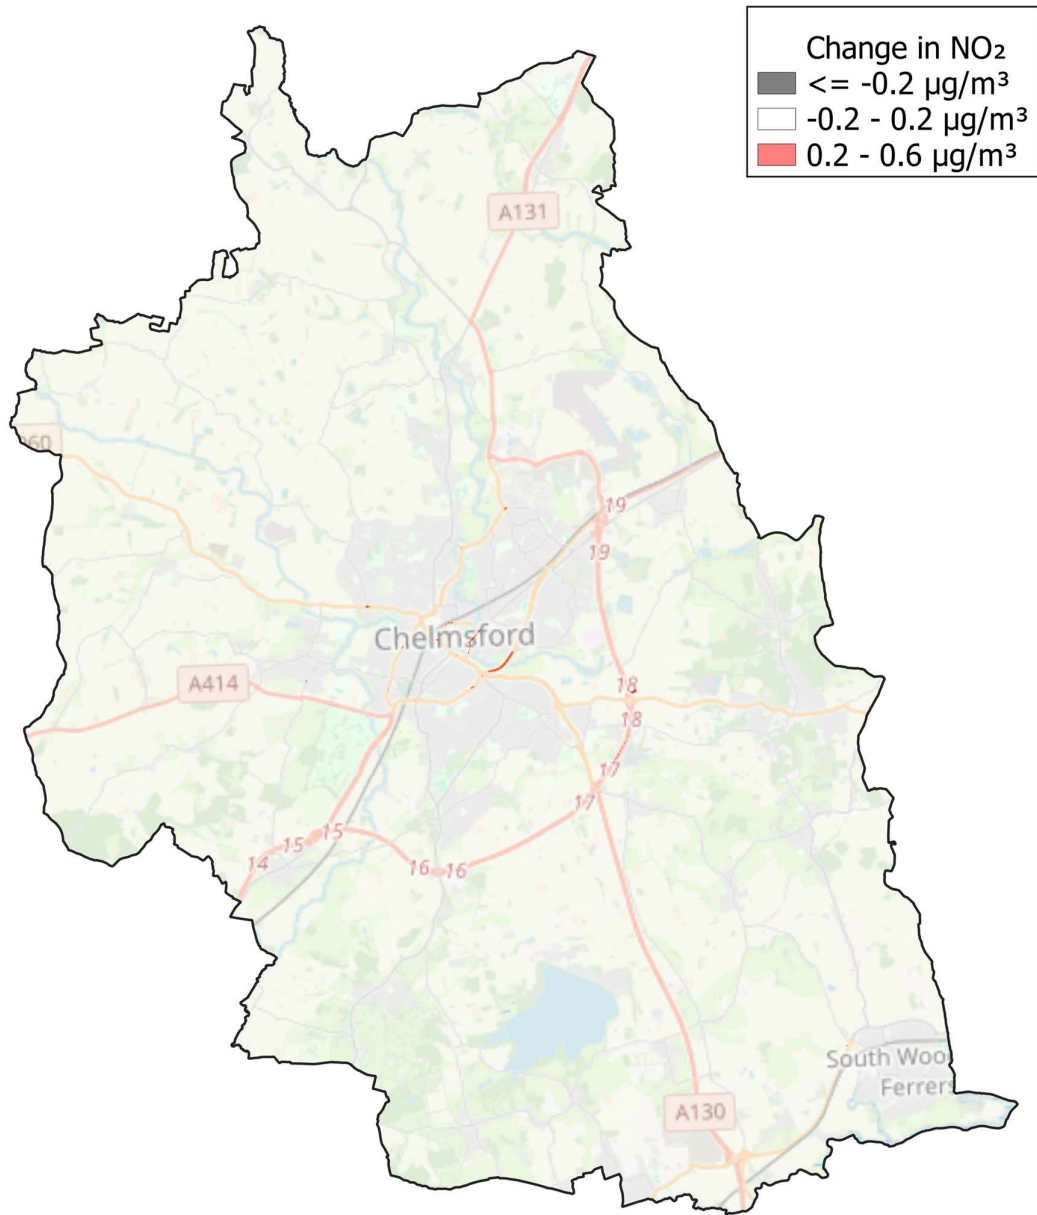 Change in NO₂
<= -0.2 µg/m³
-0.2 - 0.2 µg/m³
0.2 - 0.6 µg/m³
A131
060
19
19
Chelmsford
A414
18
18
17
17
15
15
14
16
16
South Woo
Ferrers
A130